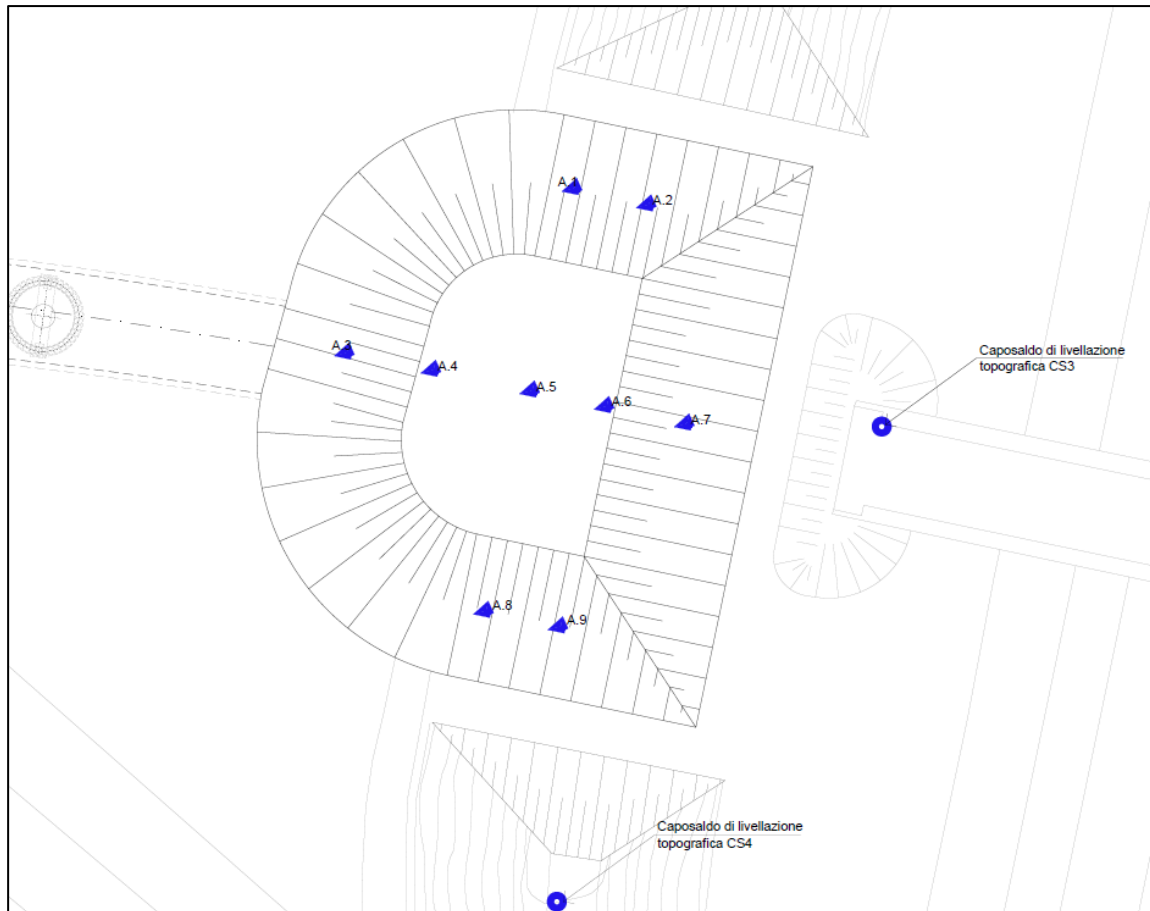 A.1
A.2
Caposaldo di livellazione
topografica CS3
A.3
A.4
A.5
A.6
A.7
A.8
A.9
Caposaldo di livellazione
topografica CS4